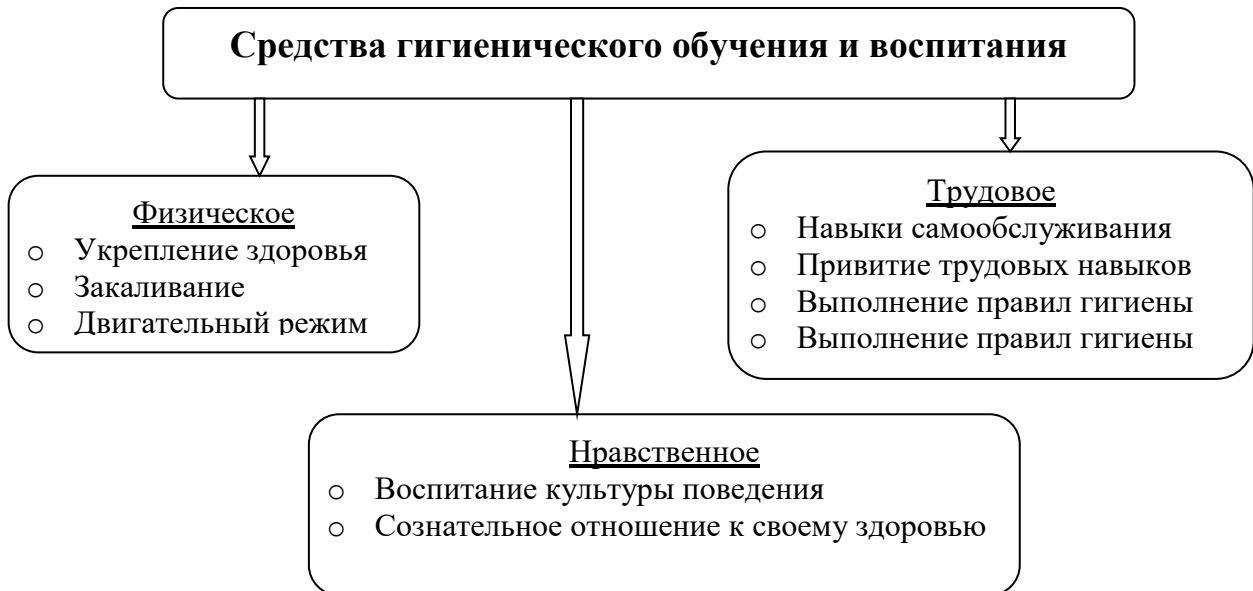 Средства гигиенического обучения и воспитания
Физическое
o Укрепление здоровья
o Закаливание
o Двигательный режим
Трудовое
o Навыки самообслуживания
o Привитие трудовых навыков
o Выполнение правил гигиены
o Выполнение правил гигиены
Нравственное
o Воспитание культуры поведения
o Сознательное отношение к своему здоровью